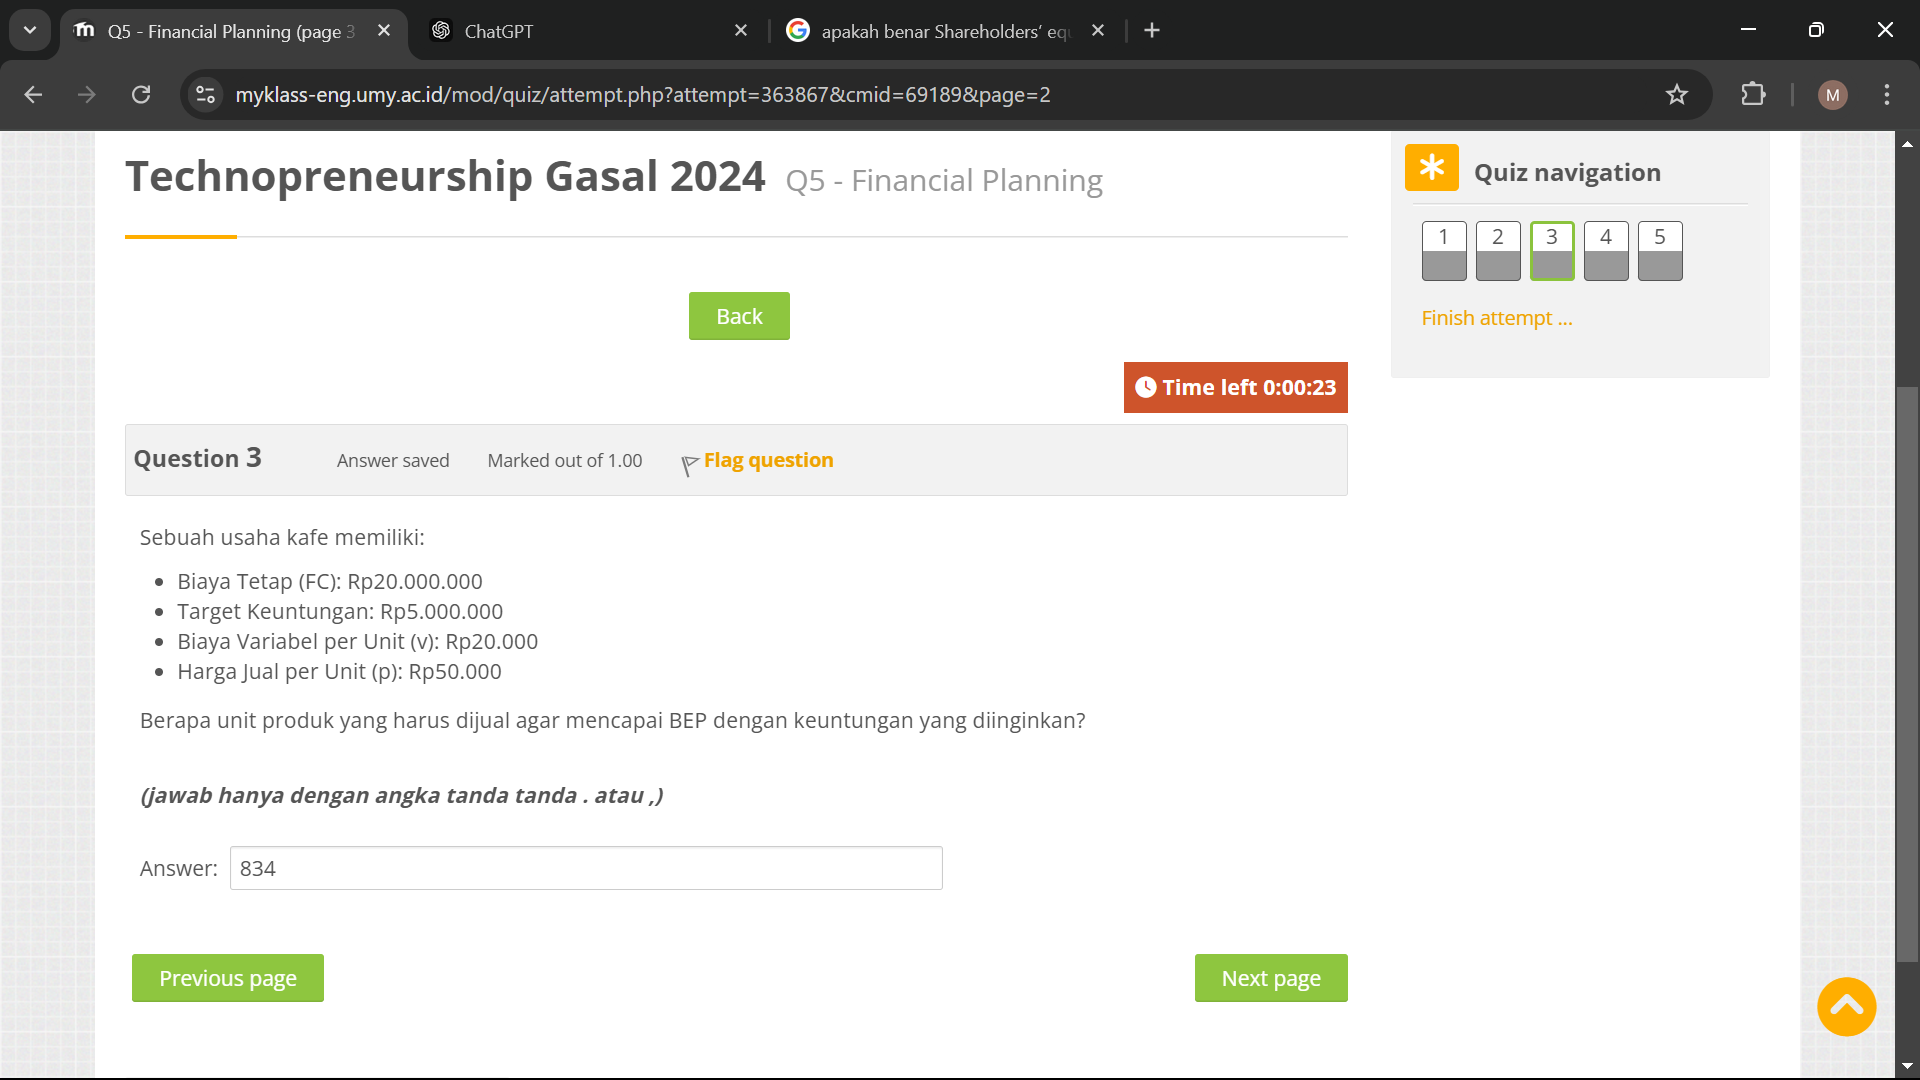 Q5 - Financial Planning (page 3
ChatGPT
apakah benar Shareholders' equ
myklass-eng.umy.ac.id/mod/quiz/attempt.php?attempt=363867&cmid=69189&page=2
M
Technopreneurship Gasal 2024 Q5 - Financial Planning
Quiz navigation
1 2 3 4 5
Finish attempt ...
Back
Time left 0:00:23
Question 3
Answer saved
Marked out of 1.00
Flag question
Sebuah usaha kafe memiliki:
Biaya Tetap (FC): Rp20.000.000
Target Keuntungan: Rp5.000.000
Biaya Variabel per Unit (v): Rp20.000
Harga Jual per Unit (p): Rp50.000
Berapa unit produk yang harus dijual agar mencapai BEP dengan keuntungan yang diinginkan?
(jawab hanya dengan angka tanda tanda . atau ,)
Answer: 834
Previous page
Next page